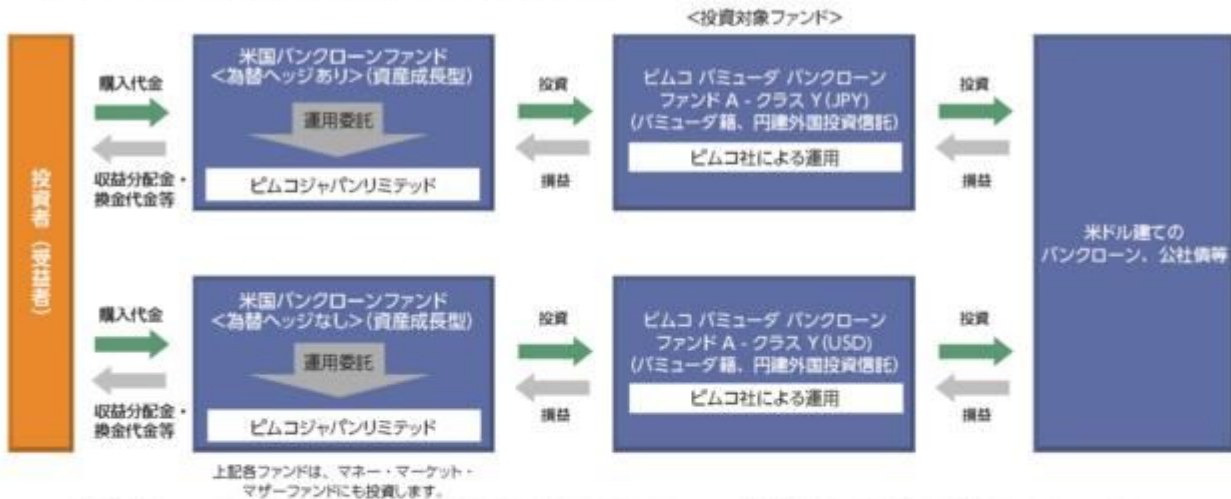 <投資対象ファンド>
投資者（受益者）
購入代金
収益分配金・
換金代金等
米国バンクローンファンド
<為替ヘッジあり>(資産成長型)
運用委託
ピムコジャパンリミテッド
投資
損益
ピムコ バミューダ バンクローン
ファンド A - クラス Y(JPY)
(バミューダ籍、円建外国投資信託)
ピムコ社による運用
投資
損益
米ドル建ての
バンクローン、公社債等
購入代金
収益分配金・
換金代金等
米国バンクローンファンド
<為替ヘッジなし>(資産成長型)
運用委託
ピムコジャパンリミテッド
投資
損益
ピムコ バミューダ バンクローン
ファンド A - クラス Y(USD)
(バミューダ籍、円建外国投資信託)
ピムコ社による運用
投資
損益
上記各ファンドは、マネー・マーケット・
マザーファンドにも投資します。